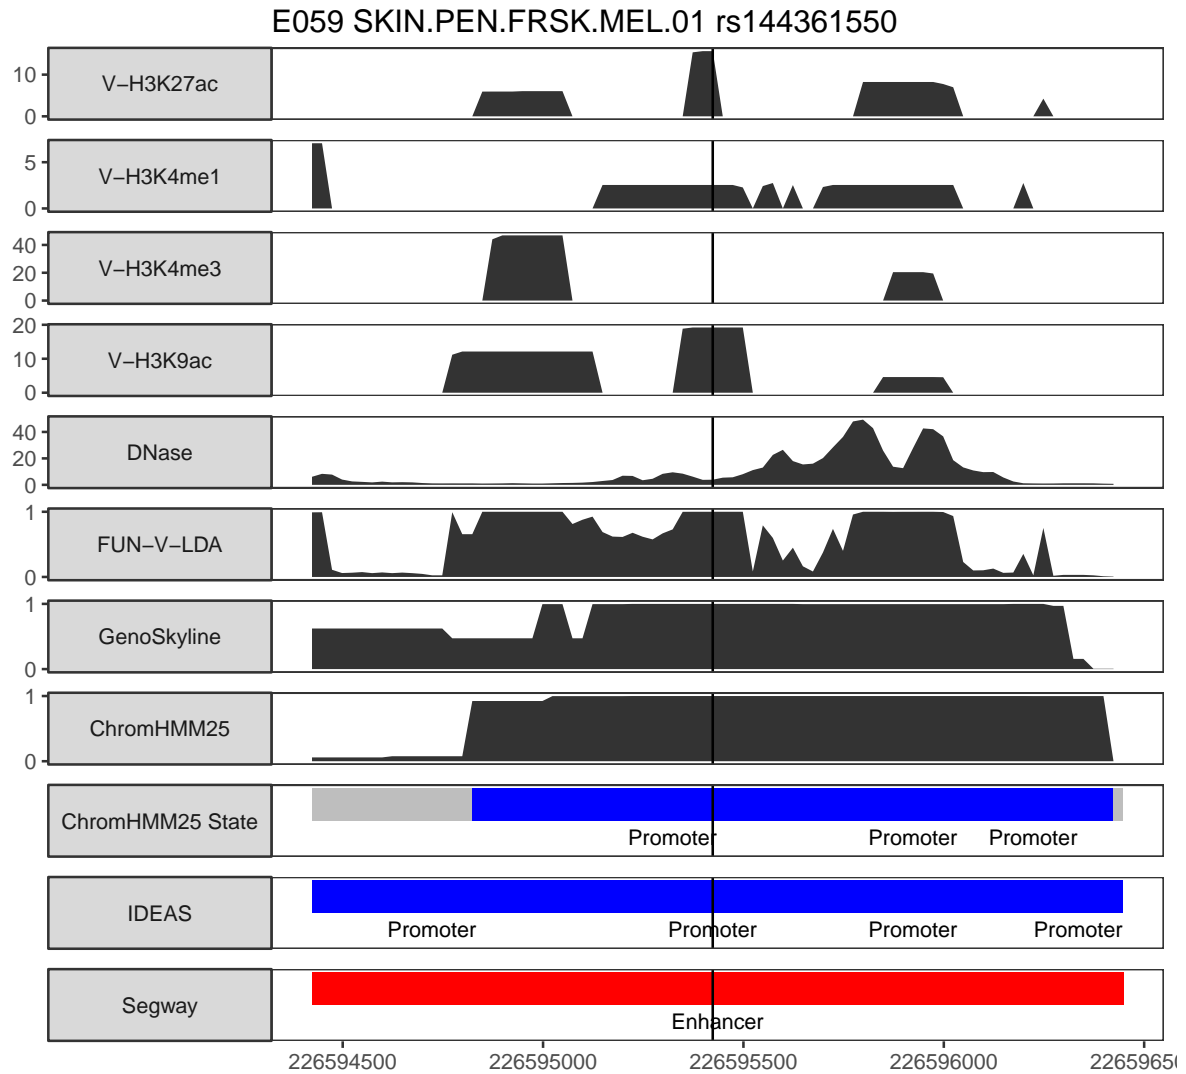 E059 SKIN.PEN.FRSK.MEL.01 rs144361550
V−H3K27ac
10
0
V−H3K4me1
5
0
V−H3K4me3
40
20
0
V−H3K9ac
20
10
0
DNase
40
20
0
FUN−V−LDA
1
0
GenoSkyline
1
0
ChromHMM25
1
0
ChromHMM25 State
Promoter Promoter Promoter
IDEAS
Promoter Promoter Promoter Promoter
Segway
Enhancer
226594500 226595000 226595500 226596000 22659650